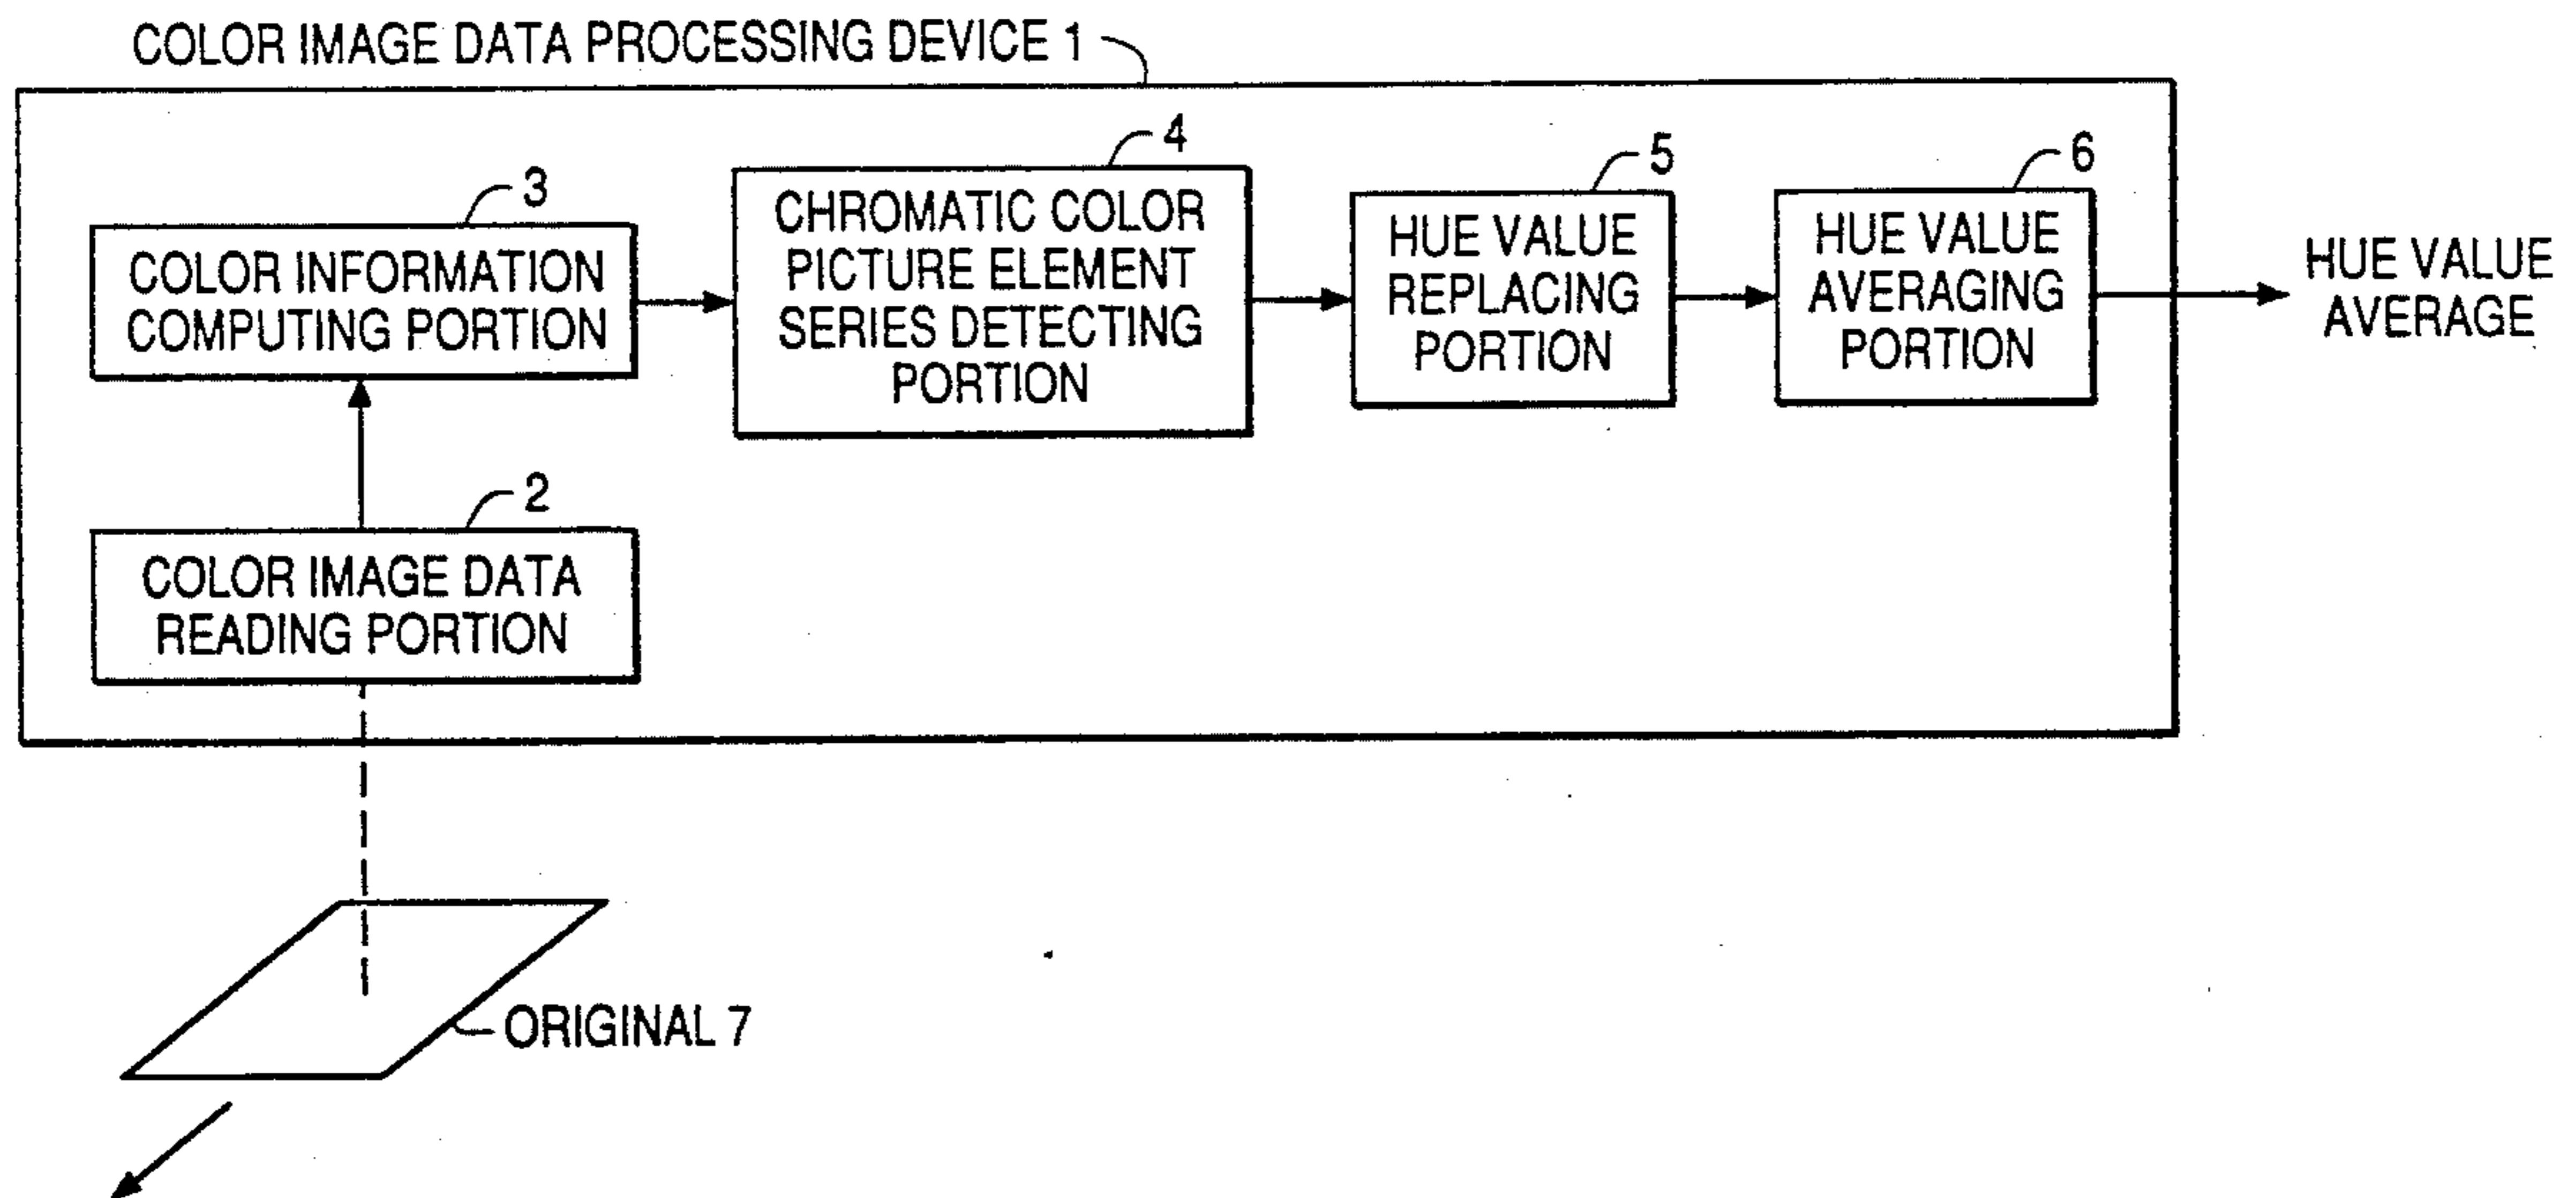 COLOR IMAGE DATA PROCESSING DEVICE 1
3
COLOR INFORMATION
COMPUTING PORTION
4
CHROMATIC COLOR
PICTURE ELEMENT
SERIES DETECTING
PORTION
5
HUE VALUE
REPLACING
PORTION
6
HUE VALUE
AVERAGING
PORTION
HUE VALUE
AVERAGE
2
COLOR IMAGE DATA
READING PORTION
ORIGINAL 7